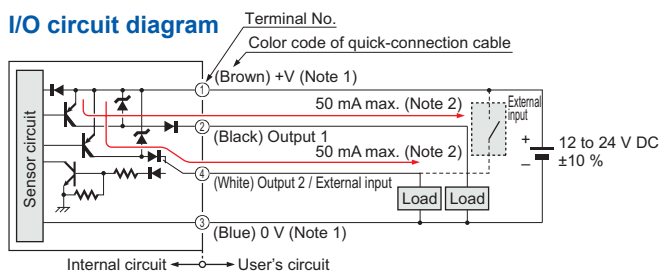 I/O circuit diagram
Terminal No.
Color code of quick-connection cable
1
(Brown) +V (Note 1)
50 mA max. (Note 2)
External
input
2
(Black) Output 1
50 mA max. (Note 2)
+
12 to 24 V DC
±10 %
–
Sensor circuit
4
(White) Output 2 / External input
Load
Load
3
(Blue) 0 V (Note 1)
Internal circuit
User's circuit